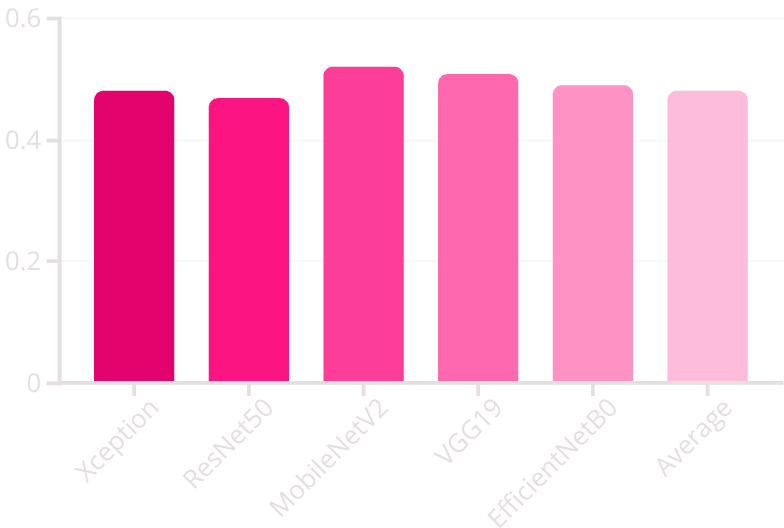 0.6
0.4
0.2
0
Xception
ResNet50
MobileNetV2
VGG19
EfficientNetB0
Average